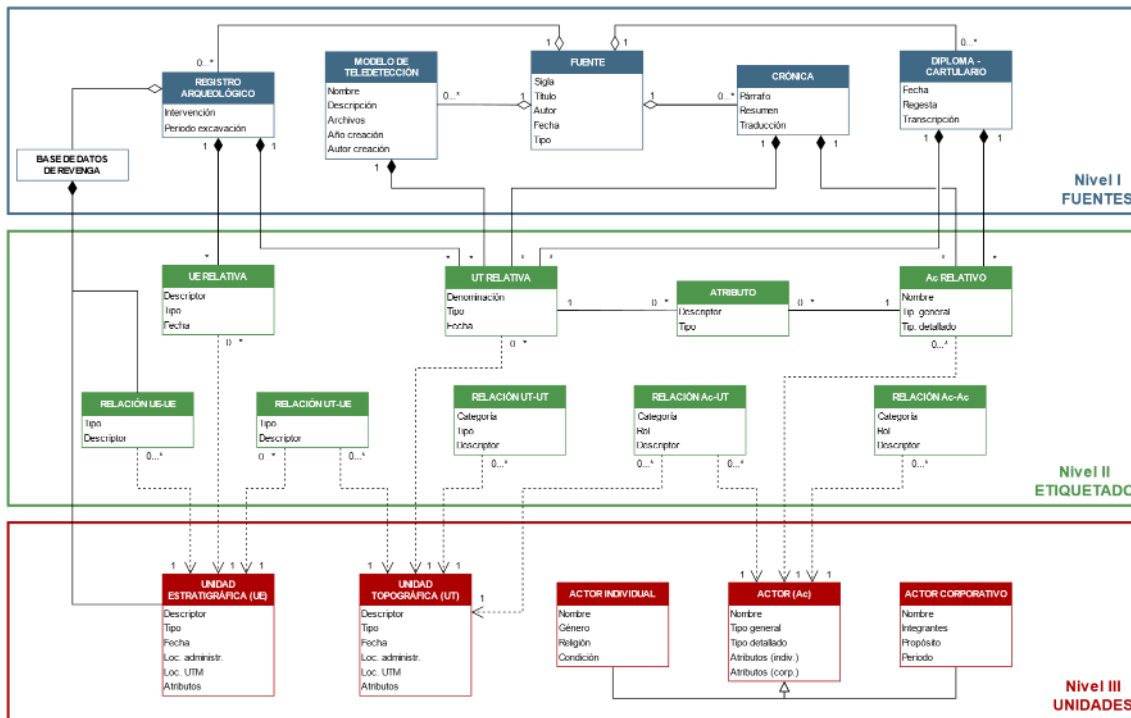 REGISTRO
ARQUEOLÓGICO
Intervención
Periodo excavación
MODELO DE
TELEDETECCIÓN
Nombre
Descripción
Archivos
Año creación
Autor creación
FUENTE
Sigla
Título
Autor
Fecha
Tipo
CRÓNICA
Párrafo
Resumen
Traducción
DIPLOMA -
CARTULARIO
Fecha
Regesta
Transcripción
BASE DE DATOS
DE REVENGA
0...*
1
1
0...*
0...*
1
1
0...*
1
1
1
1
1
1
1
Nivel I
FUENTES
*
*
*
*
*
*
*
UE RELATIVA
Descriptor
Tipo
Fecha
UT RELATIVA
Denominación
Tipo
Fecha
1
0 *
ATRIBUTO
Descriptor
Tipo
0 *
1
Ac RELATIVO
Nombre
Tip. general
Tip. detallado
0 *
0 *
0...*
RELACIÓN UE-UE
Tipo
Descriptor
RELACIÓN UT-UE
Tipo
Descriptor
RELACIÓN UT-UT
Categoría
Tipo
Descriptor
RELACIÓN Ac-UT
Categoría
Rol
Descriptor
RELACIÓN Ac-Ac
Categoría
Rol
Descriptor
0...*
0 *
0...*
0...*
0...*
0...*
0...*
Nivel II
ETIQUETADO
1
1
1
1
1
1
1
1
1
1
UNIDAD
ESTRATIGRÁFICA (UE)
Descriptor
Tipo
Fecha
Loc. administr.
Loc. UTM
Atributos
UNIDAD
TOPOGRÁFICA (UT)
Descriptor
Tipo
Fecha
Loc. administr.
Loc. UTM
Atributos
ACTOR INDIVIDUAL
Nombre
Género
Religión
Condición
ACTOR (Ac)
Nombre
Tipo general
Tipo detallado
Atributos (indiv.)
Atributos (corp.)
ACTOR CORPORATIVO
Nombre
Integrantes
Propósito
Periodo
Nivel III
UNIDADES